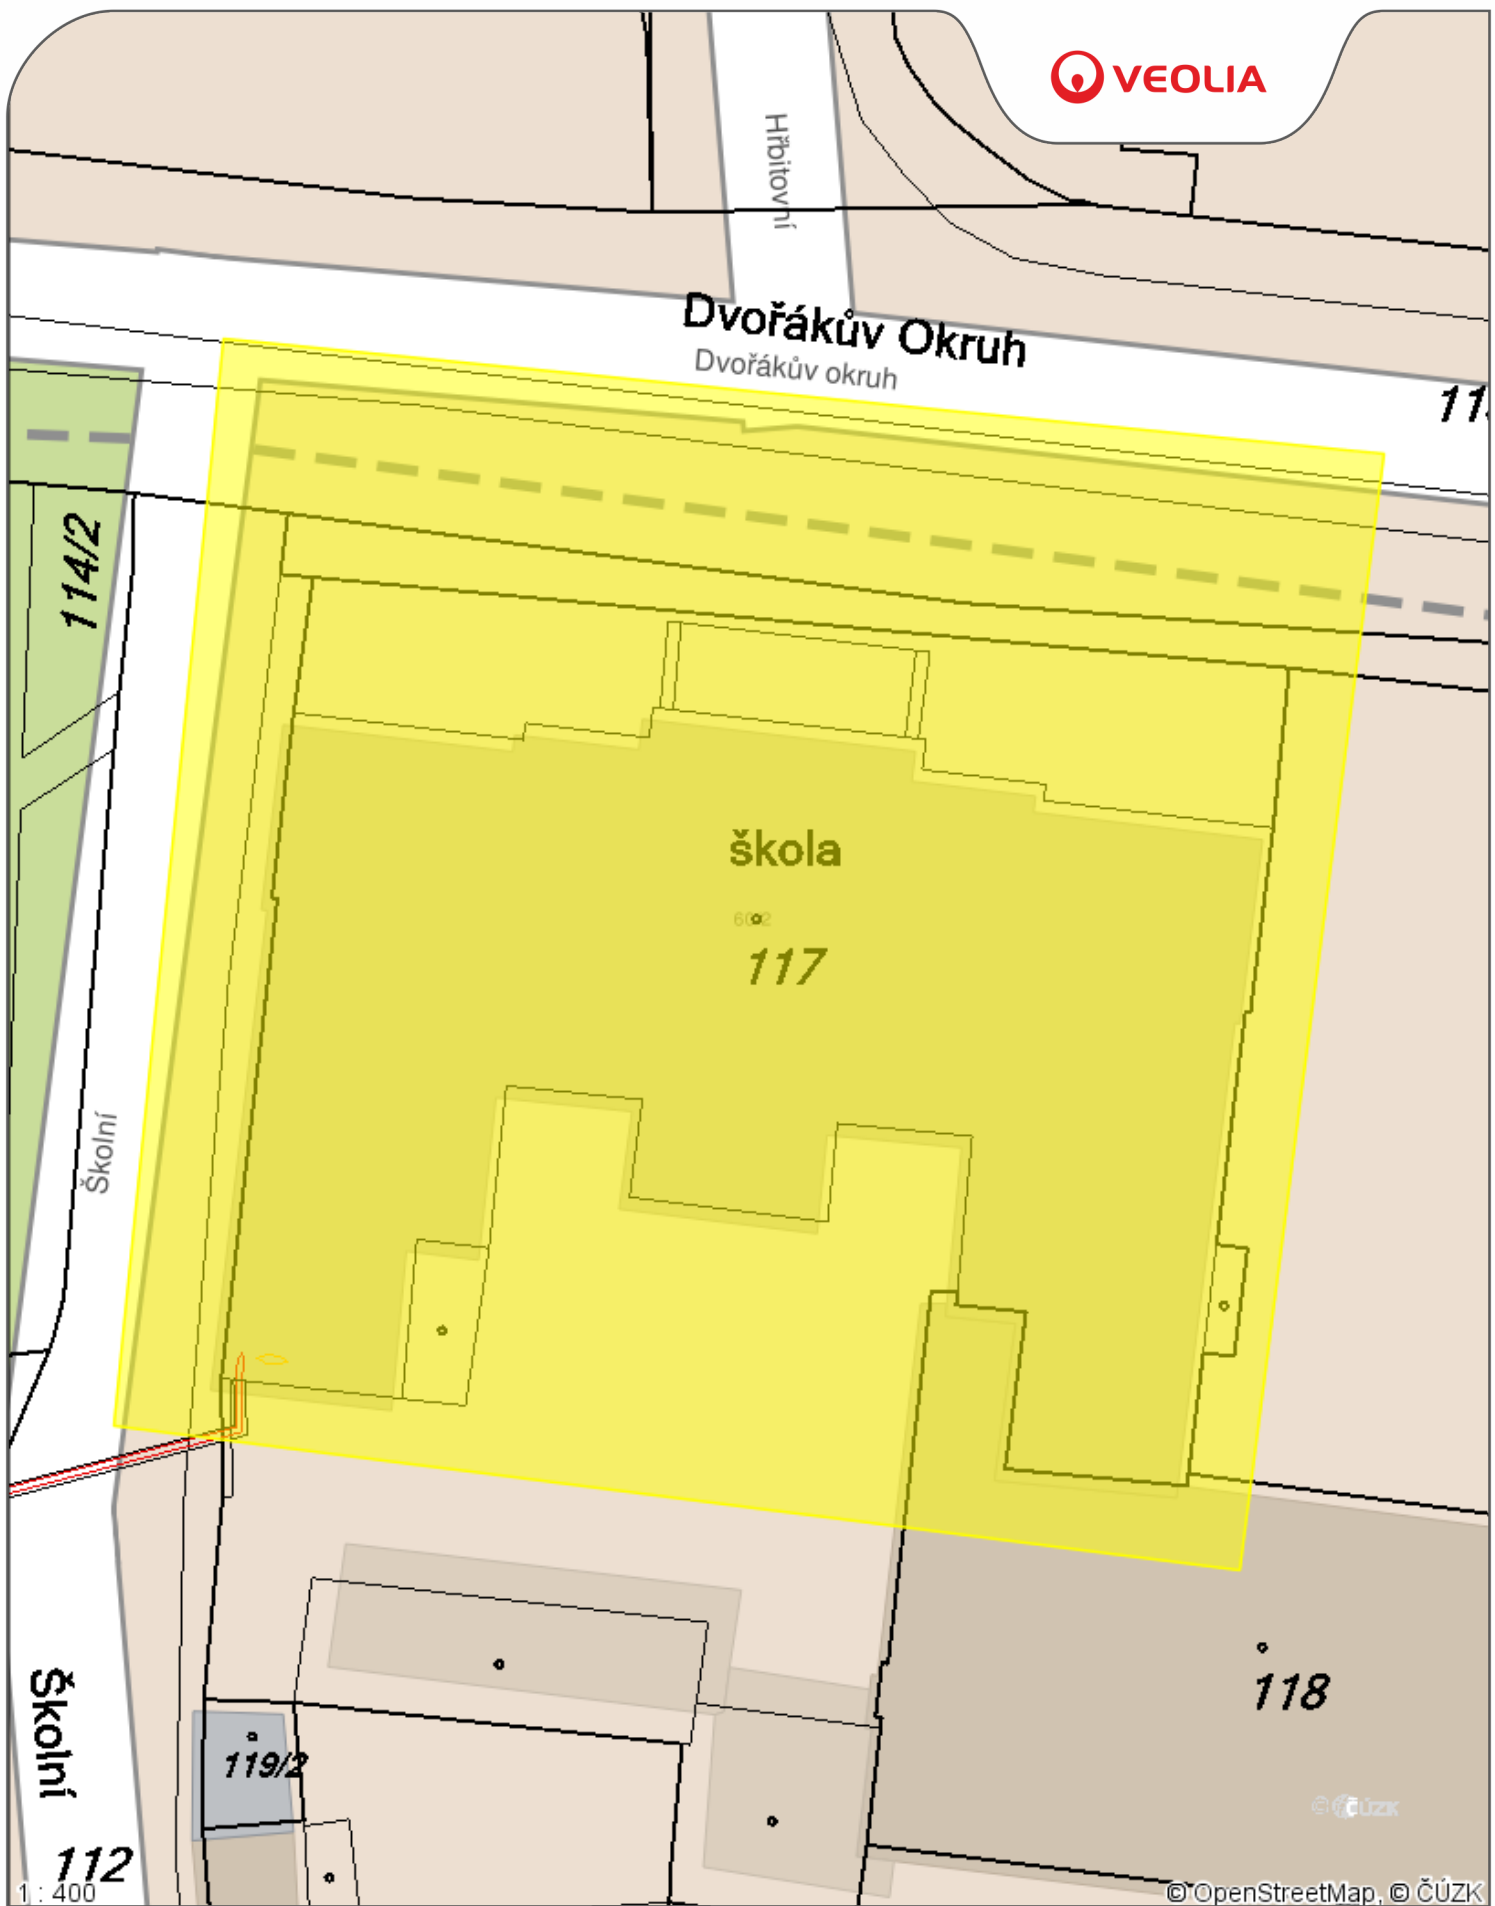 VEOLIA
Hřbitovní
Dvořákův Okruh
Dvořákův okruh
114/2
škola
117
Školní
118
Školní
119/2
© ČÚZK
112
1 : 400
© OpenStreetMap, © ČÚZK